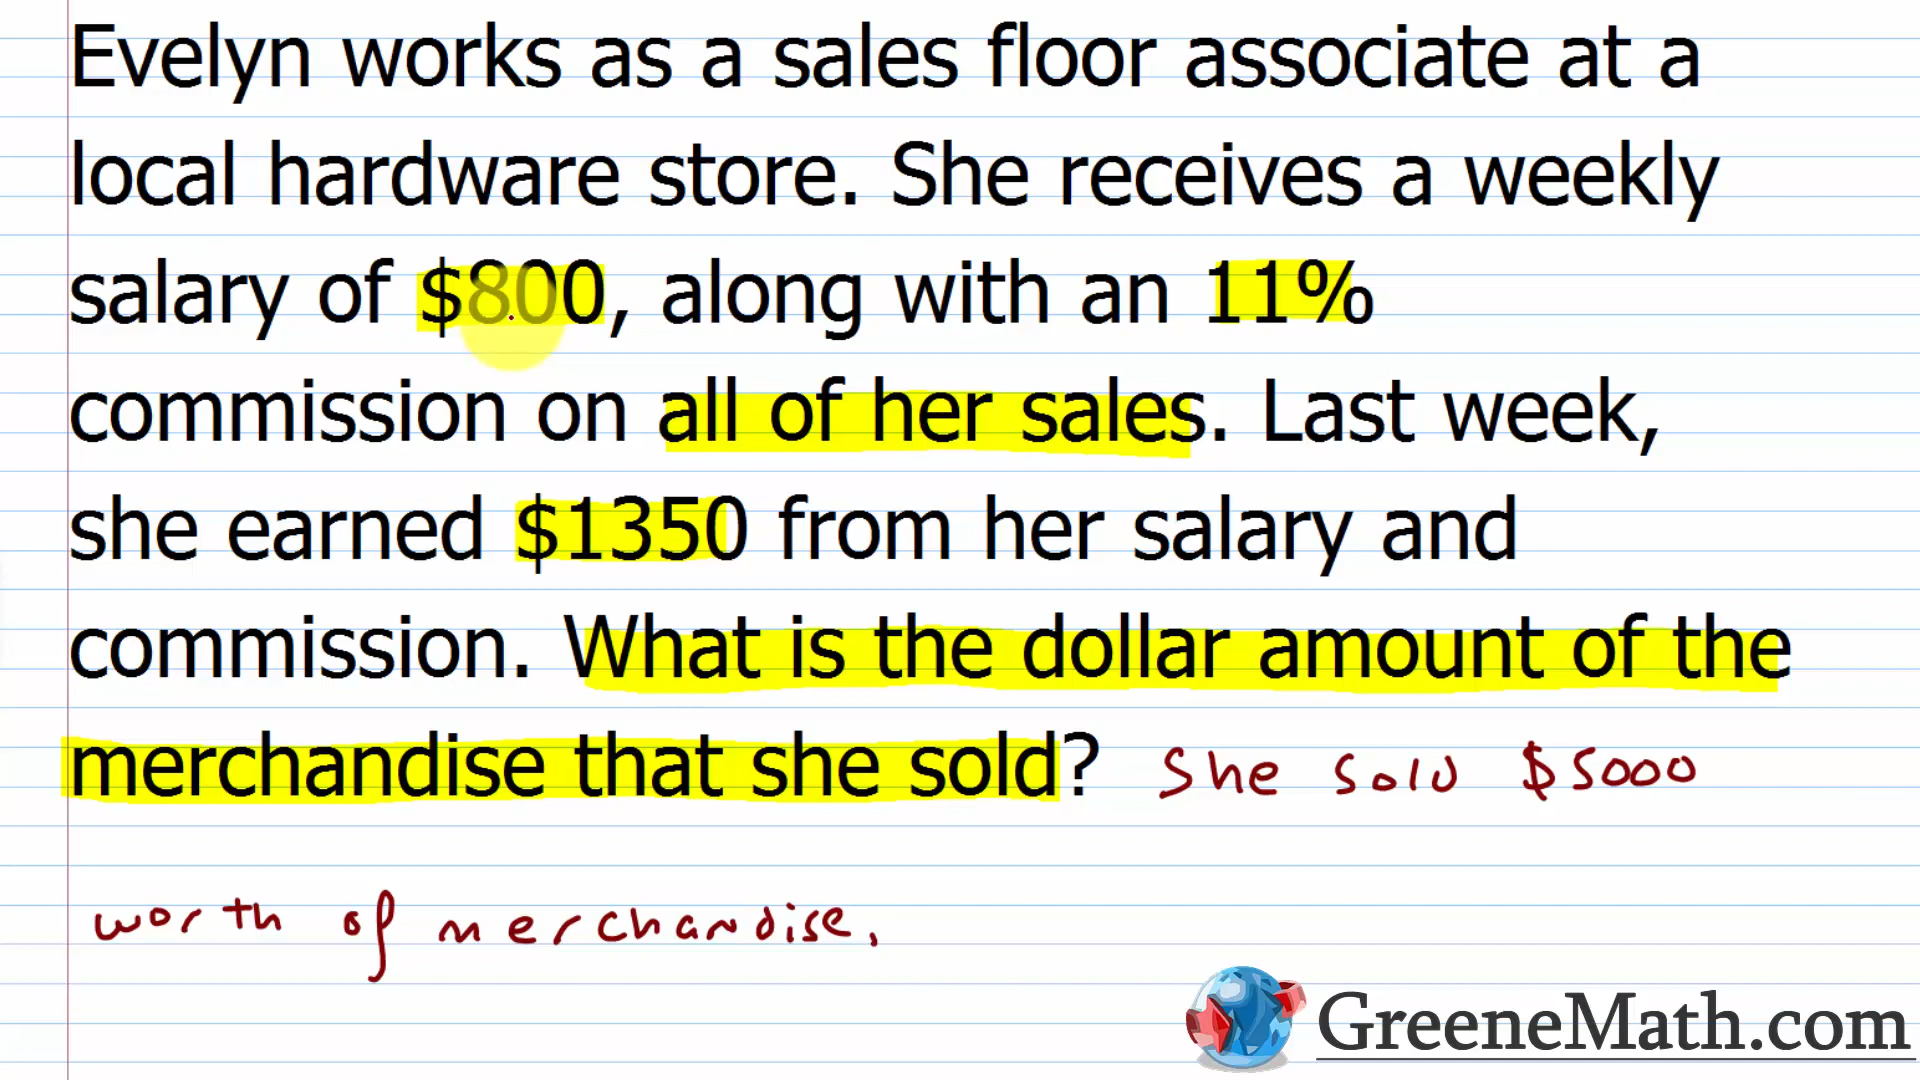 Evelyn works as a sales floor associate at a
local hardware store. She receives a weekly
salary of $800, along with an 11%
commission on all of her sales. Last week,
she earned $1350 from her salary and
commission. What is the dollar amount of the
merchandise that she sold? She sold $5000
worth of merchandise.
GreeneMath.com